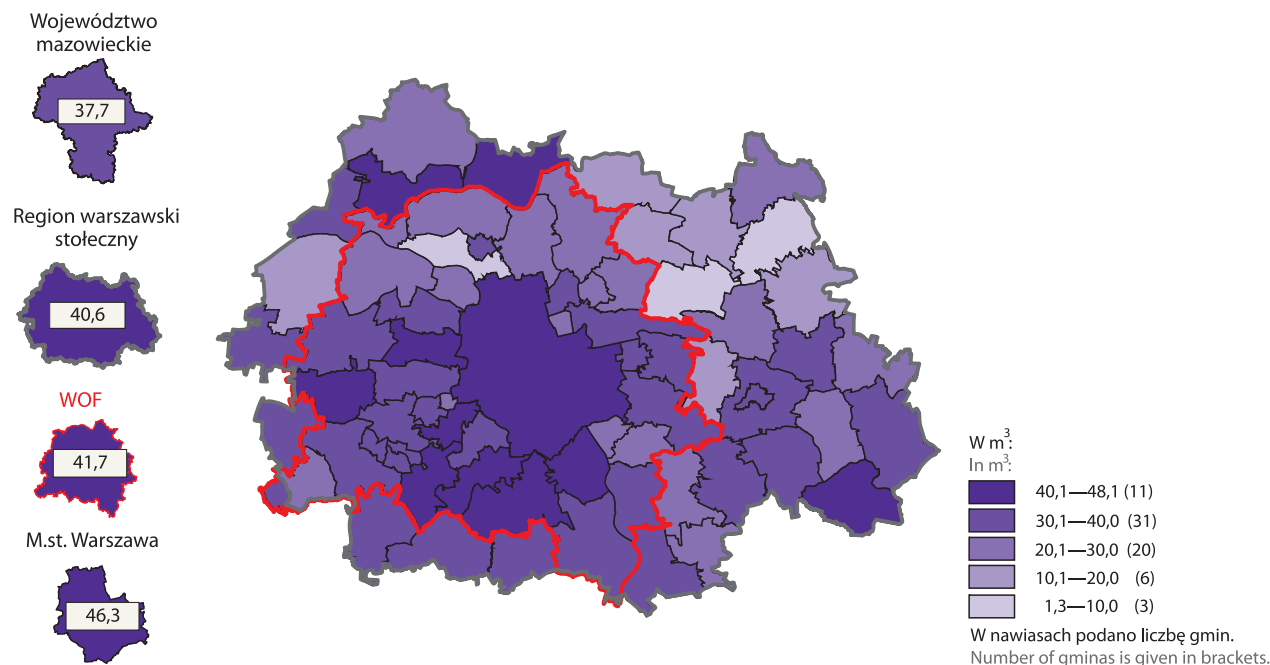 Województwo
mazowieckie
37,7
Region warszawski
stołeczny
40,6
WOF
41,7
M.st. Warszawa
46,3
W m³:
In m³:
40,1—48,1 (11)
30,1—40,0 (31)
20,1—30,0 (20)
10,1—20,0 (6)
1,3—10,0 (3)
W nawiasach podano liczbę gmin.
Number of gminas is given in brackets.